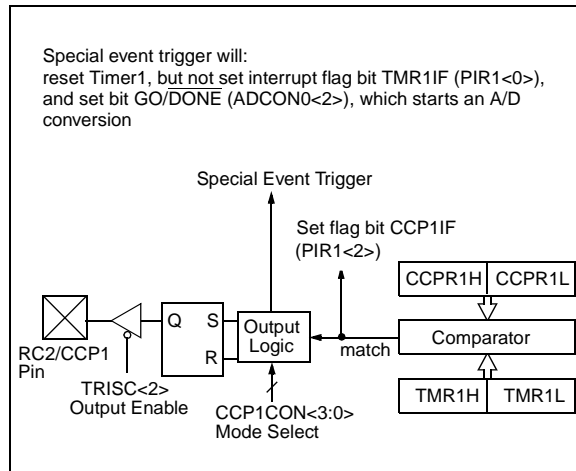 Special event trigger will:
reset Timer1, but not set interrupt flag bit TMR1IF (PIR1<0>),
and set bit GO/DONE (ADCON0<2>), which starts an A/D
conversion
Special Event Trigger
Set flag bit CCP1IF
(PIR1<2>)
CCPR1H CCPR1L
Q S
R
Output
Logic
match
Comparator
RC2/CCP1
Pin
TRISC<2>
Output Enable
CCP1CON<3:0>
Mode Select
TMR1H TMR1L